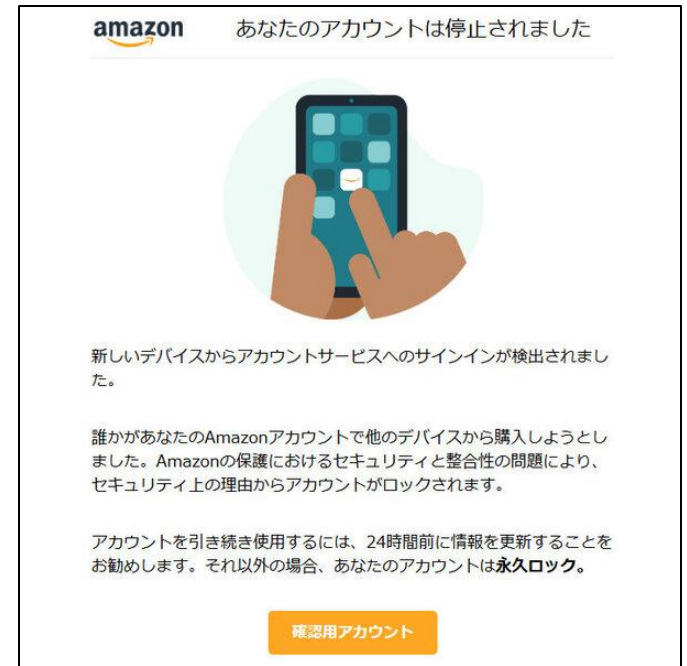 amazon あなたのアカウントは停止されました
新しいデバイスからアカウントサービスへのサインインが検出されまし
た。
誰かがあなたのAmazonアカウントで他のデバイスから購入しようとし
ました。Amazonの保護におけるセキュリティと整合性の問題により、
セキュリティ上の理由からアカウントがロックされます。
アカウントを引き続き使用するには、24時間前に情報を更新することを
お勧めします。それ以外の場合、あなたのアカウントは永久ロック。
確認用アカウント